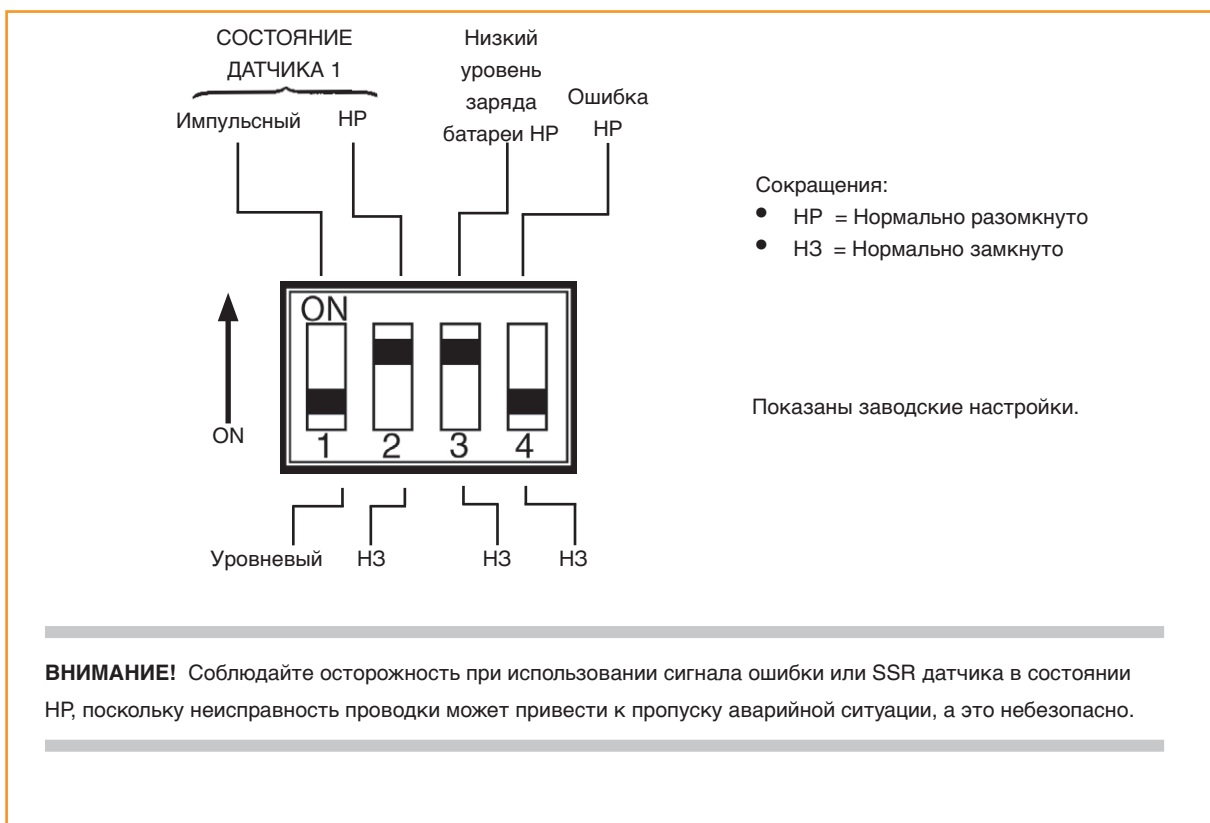 СОСТОЯНИЕ
ДАТЧИКА 1
Импульсный
НР
Низкий
уровень
заряда
батареи НР
Ошибка
НР
Сокращения:
● НР = Нормально разомкнуто
● НЗ = Нормально замкнуто
ON
ON
1 2 3 4
Показаны заводские настройки.
Уровневый НЗ НЗ НЗ
ВНИМАНИЕ! Соблюдайте осторожность при использовании сигнала ошибки или SSR датчика в состоянии
НР, поскольку неисправность проводки может привести к пропуску аварийной ситуации, а это небезопасно.